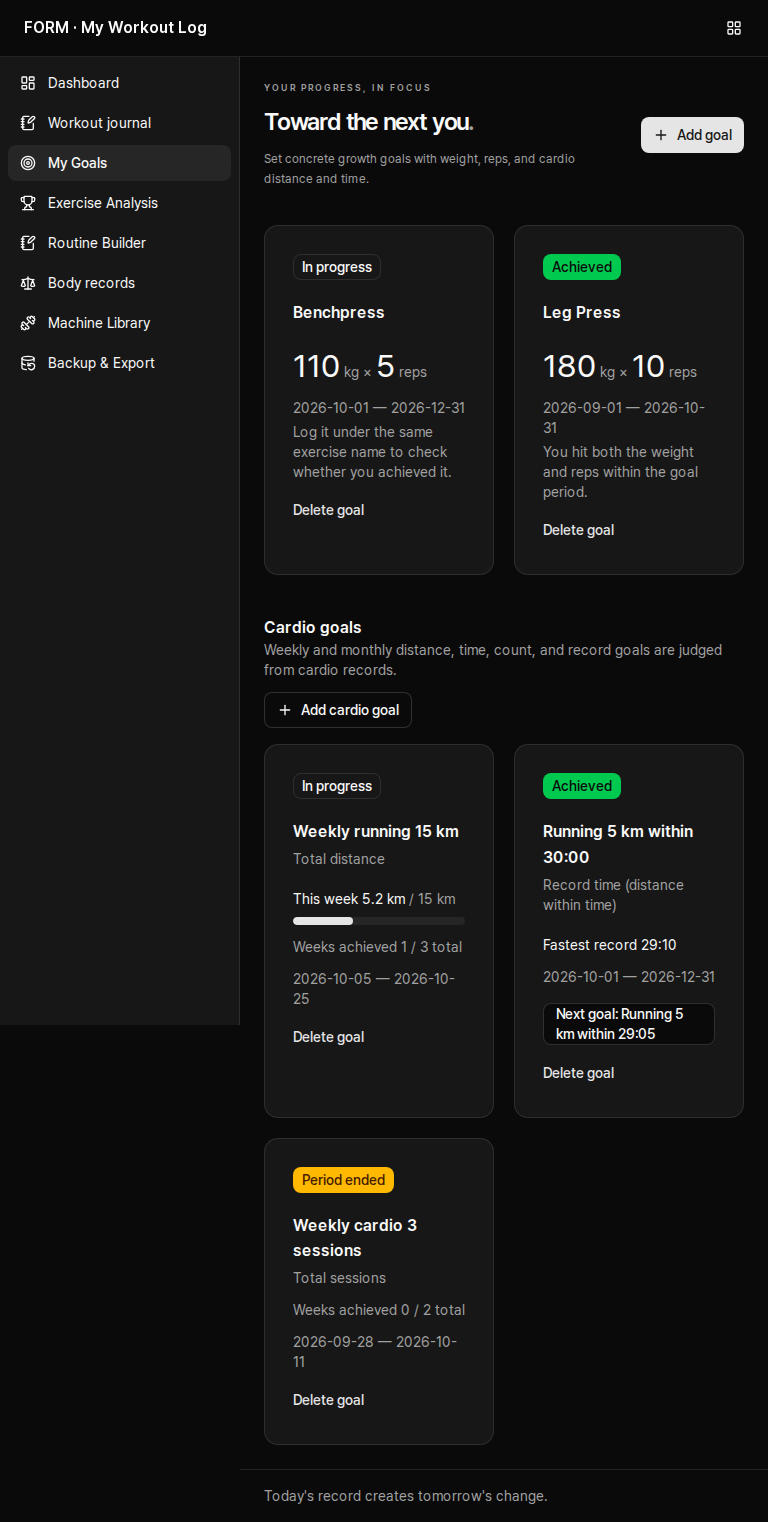 FORM · My Workout Log
Dashboard
Workout journal
My Goals
Exercise Analysis
Routine Builder
Body records
Machine Library
Backup & Export
YOUR PROGRESS, IN FOCUS
Toward the next you.
Set concrete growth goals with weight, reps, and cardio
distance and time.
Add goal
In progress
Benchpress
110 kg × 5 reps
2026-10-01 — 2026-12-31
Log it under the same
exercise name to check
whether you achieved it.
Delete goal
Achieved
Leg Press
180 kg × 10 reps
2026-09-01 — 2026-10-
31
You hit both the weight
and reps within the goal
period.
Delete goal
Cardio goals
Weekly and monthly distance, time, count, and record goals are judged
from cardio records.
Add cardio goal
In progress
Weekly running 15 km
Total distance
This week 5.2 km / 15 km
Weeks achieved 1 / 3 total
2026-10-05 — 2026-10-
25
Delete goal
Achieved
Running 5 km within
30:00
Record time (distance
within time)
Fastest record 29:10
2026-10-01 — 2026-12-31
Next goal: Running 5
km within 29:05
Delete goal
Period ended
Weekly cardio 3
sessions
Total sessions
Weeks achieved 0 / 2 total
2026-09-28 — 2026-10-
11
Delete goal
Today's record creates tomorrow's change.